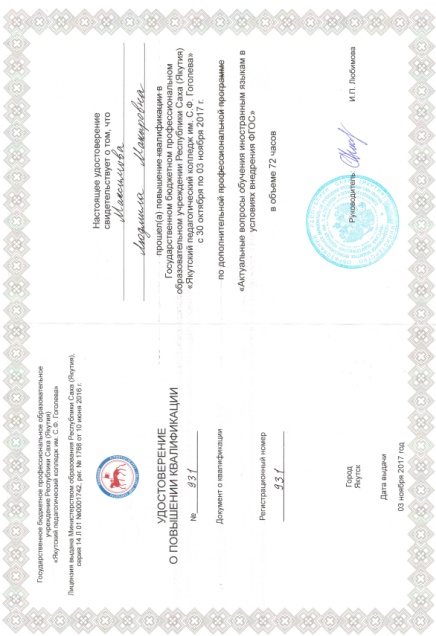 Государственное бюджетное профессиональное образовательное
учреждение Республики Саха (Якутия)
«Якутский педагогический колледж им. С.Ф. Гоголева»
Лицензия выдана Министерством образования Республики Саха (Якутия),
серия 14 Л 01 №0001742, рег. № 1768 от 10 июня 2016 г.
УДОСТОВЕРЕНИЕ
О ПОВЫШЕНИИ КВАЛИФИКАЦИИ
№ 931
Документ о квалификации
Регистрационный номер
931
Город
Якутск
Дата выдачи
03 ноября 2017 год
Настоящее удостоверение
свидетельствует о том, что
Максимова
Людмила Макаровна
прошел(а) повышение квалификации в
Государственном бюджетном профессиональном
образовательном учреждении Республики Саха (Якутия)
«Якутский педагогический колледж им. С.Ф. Гоголева»
с 30 октября по 03 ноября 2017 г.
по дополнительной профессиональной программе
«Актуальные вопросы обучения иностранным языкам в
условиях внедрения ФГОС»
в объеме 72 часов
Руководитель И.П. Любимова